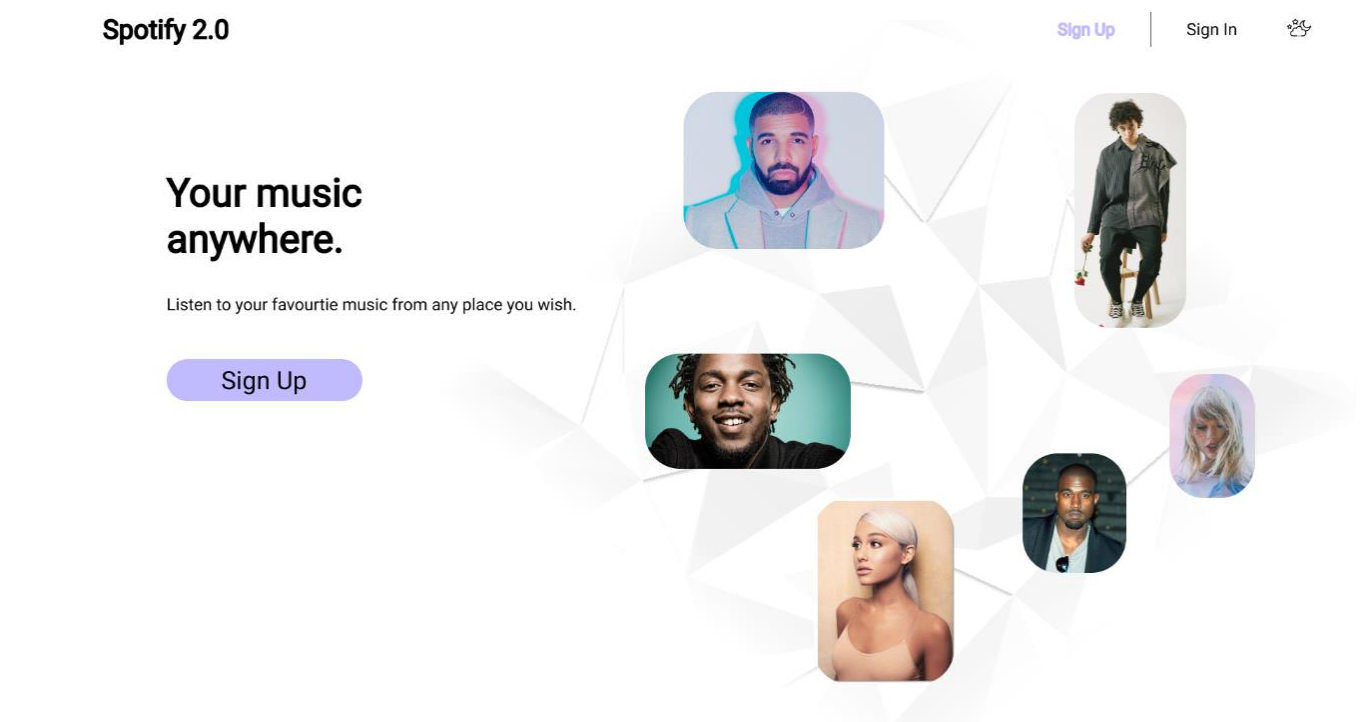 Spotify 2.0
Sign Up
Sign In
Your music
anywhere.
Listen to your favourtie music from any place you wish.
Sign Up